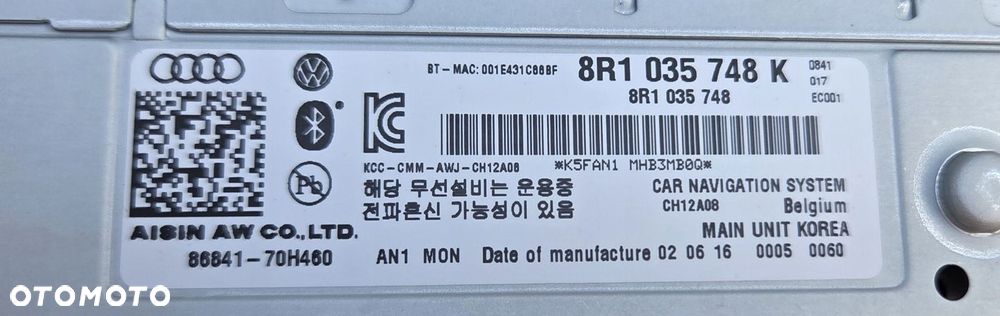 BT-MAC:001E431C68BF
8R1 035 748 K
0841
017
EC001
8R1 035 748
KCC-CMM-AWJ-CH12A08
*K5FAN1 MHB3MB0Q*
해당 무선설비는 운용중
전파혼신 가능성이 있음
CAR NAVIGATION SYSTEM
CH12A08 Belgium
MAIN UNIT KOREA
Pb
AISIN AW CO.,LTD.
86841-70H460
AN1 MON Date of manufacture 02 06 16 0005 0060
OTOMOTO
OTOMOTO